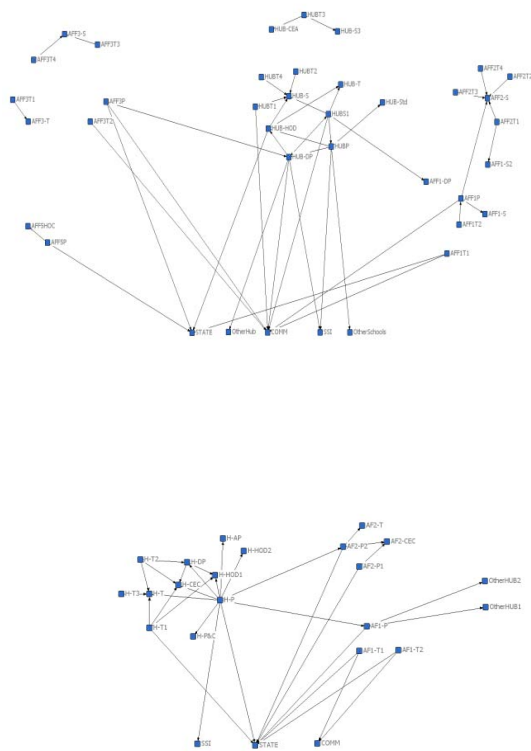 HUBT3
HUB-CEA
HUB-S3
AFF3-S
AFF3T3
AFF3T4
HUBT4
HUBT2
HUB-T
HUB-S
HUBT1
HUBS1
HUB-Std
HUB-HOD
HUBP
HUB-DP
AFF2T4
AFF2T3
AFF2-S
AFF2T1
AFF1-S2
AFF3T1
AFF3-T
AFF3P
AFF3T2
AFF1-DP
AFF1P
AFF1-S
AFF1T2
AFF1T1
AFF5HOC
AFF5P
STATE
OtherHub
COMM
SSI
OtherSchools
H-AP
H-HOD2
H-T2
H-DP
H-HOD1
H-CEC
H-T3
H-T
H-P
H-T1
H-P&C
AF2-T
AF2-P2
AF2-CEC
AF2-P1
OtherHUB2
OtherHUB1
AF1-P
AF1-T1
AF1-T2
SSI
STATE
COMM